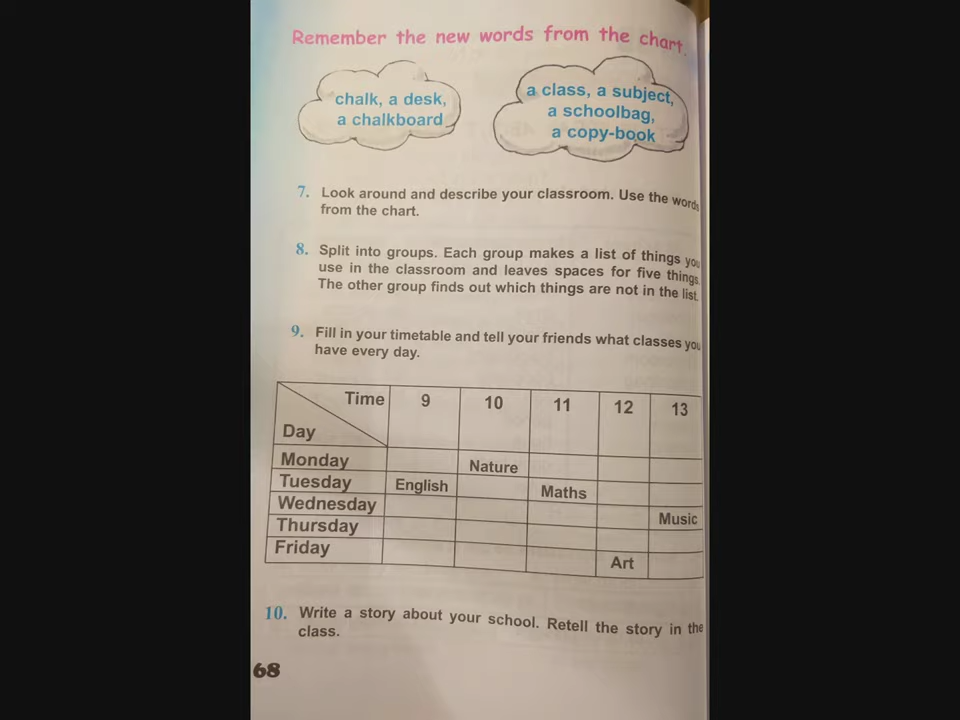 Remember the new words from the chart.
chalk, a desk,
a chalkboard
a class, a subject,
a schoolbag,
a copy-book
7. Look around and describe your classroom. Use the words
from the chart.
8. Split into groups. Each group makes a list of things you
use in the classroom and leaves spaces for five things.
The other group finds out which things are not in the list.
9. Fill in your timetable and tell your friends what classes you
have every day.
Time 9 10 11 12 13
Day
Monday Nature
Tuesday English Maths
Wednesday Music
Thursday
Friday Art
10. Write a story about your school. Retell the story in the
class.
68